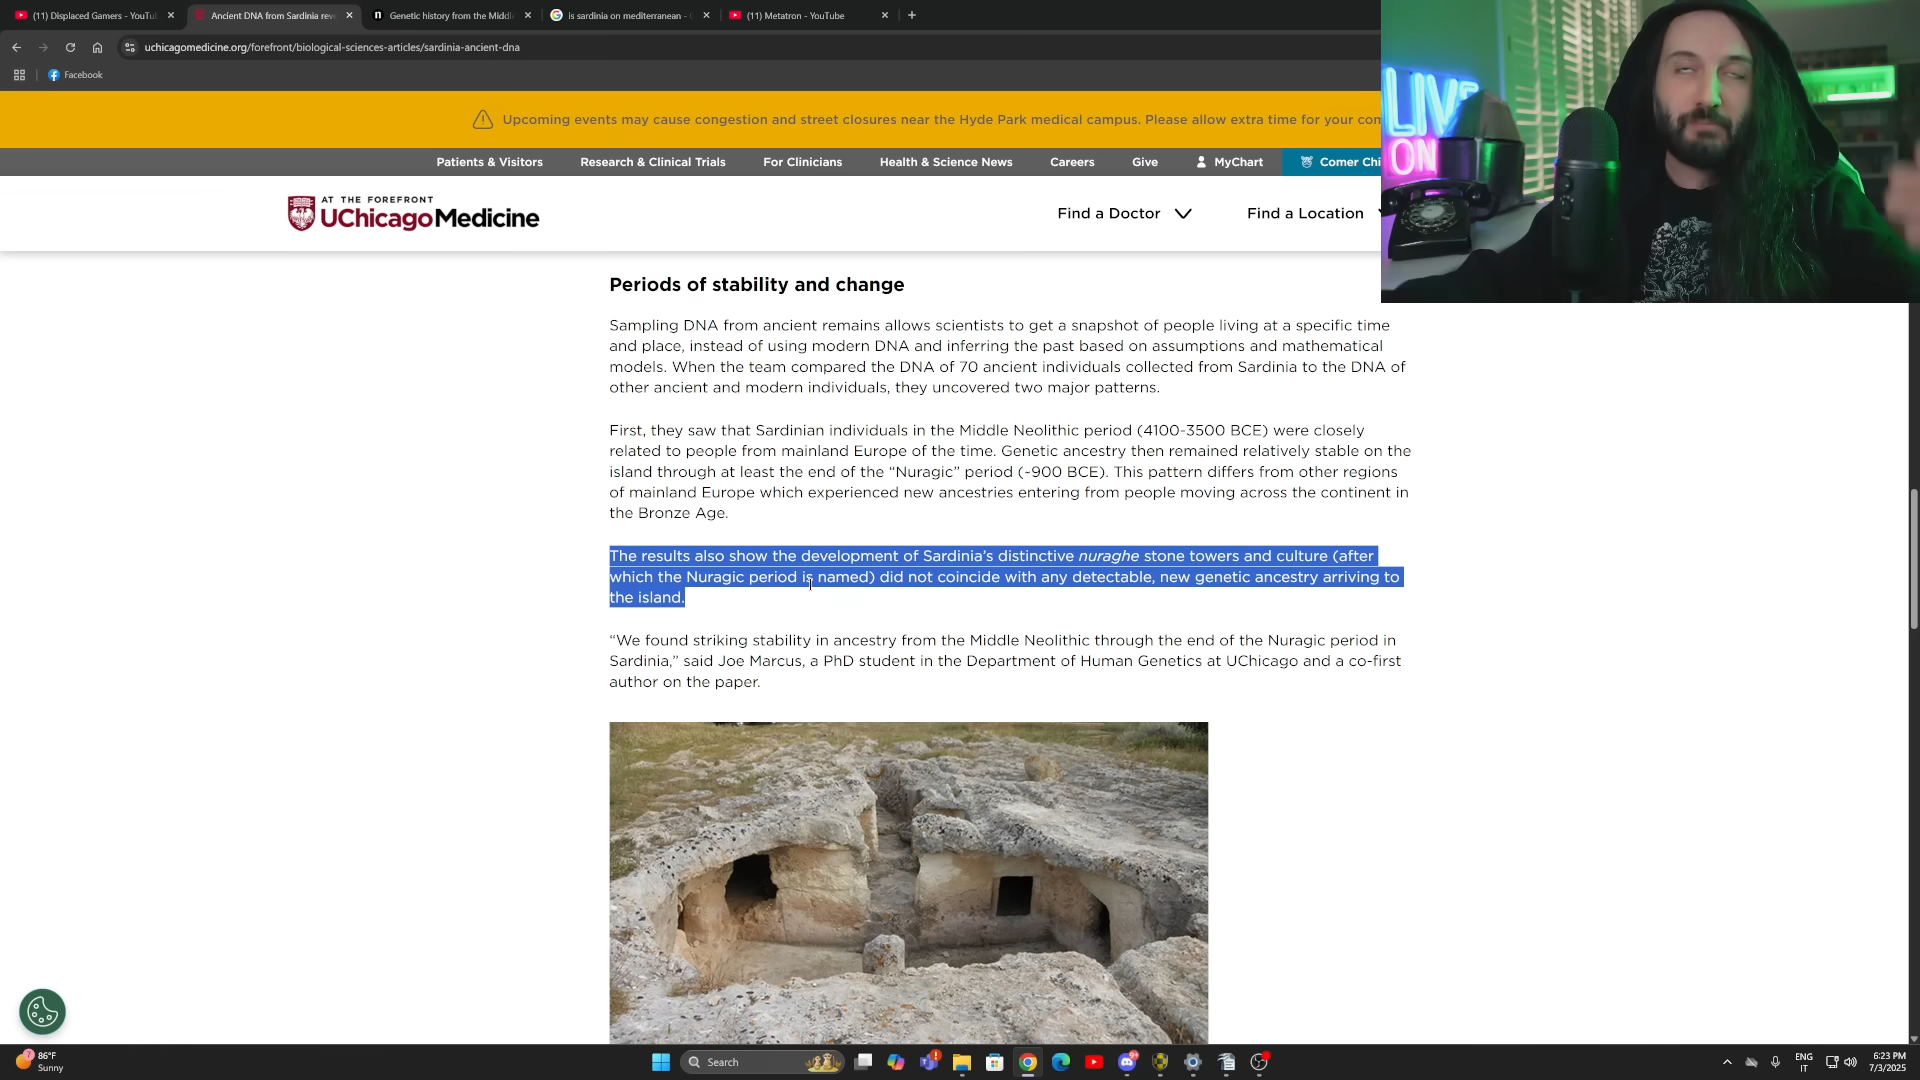 (11) Displaced Gamers - YouTu
Ancient DNA from Sardinia rev
Genetic history from the Middl
is sardinia on mediterranean -
(11) Metatron - YouTube
uchicagomedicine.org/forefront/biological-sciences-articles/sardinia-ancient-dna
Facebook
Upcoming events may cause congestion and street closures near the Hyde Park medical campus. Please allow extra time for your com
Patients & Visitors
Research & Clinical Trials
For Clinicians
Health & Science News
Careers
Give
MyChart
Comer Chi
AT THE FOREFRONT
UChicagoMedicine
Find a Doctor
Find a Location
LIV
ON
Periods of stability and change
Sampling DNA from ancient remains allows scientists to get a snapshot of people living at a specific time
and place, instead of using modern DNA and inferring the past based on assumptions and mathematical
models. When the team compared the DNA of 70 ancient individuals collected from Sardinia to the DNA of
other ancient and modern individuals, they uncovered two major patterns.
First, they saw that Sardinian individuals in the Middle Neolithic period (4100-3500 BCE) were closely
related to people from mainland Europe of the time. Genetic ancestry then remained relatively stable on the
island through at least the end of the “Nuragic” period (~900 BCE). This pattern differs from other regions
of mainland Europe which experienced new ancestries entering from people moving across the continent in
the Bronze Age.
The results also show the development of Sardinia’s distinctive nuraghe stone towers and culture (after
which the Nuragic period is named) did not coincide with any detectable, new genetic ancestry arriving to
the island.
“We found striking stability in ancestry from the Middle Neolithic through the end of the Nuragic period in
Sardinia,” said Joe Marcus, a PhD student in the Department of Human Genetics at UChicago and a co-first
author on the paper.
86°F
Sunny
Search
ENG
IT
6:23 PM
7/3/2025